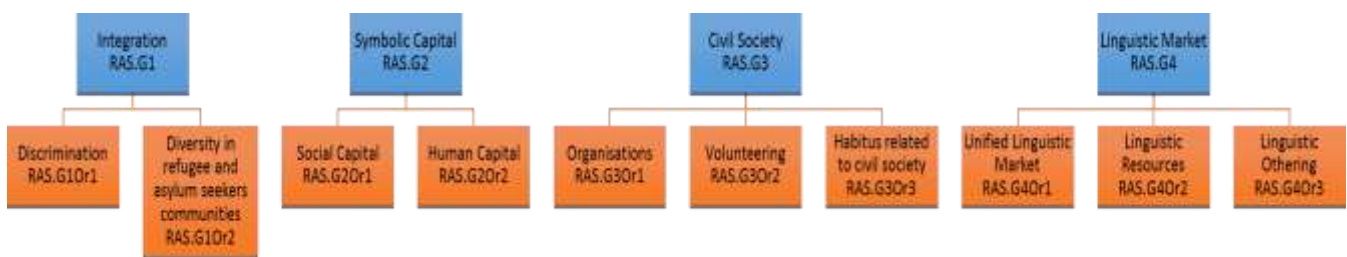 Integration
RAS.G1
Symbolic Capital
RAS.G2
Civil Society
RAS.G3
Linguistic Market
RAS.G4
Discrimination
RAS.G1Or1
Diversity in
refugee and
asylum seekers
communities
RAS.G1Or2
Social Capital
RAS.G2Or1
Human Capital
RAS.G2Or2
Organisations
RAS.G3Or1
Volunteering
RAS.G3Or2
Habitus related
to civil society
RAS.G3Or3
Unified Linguistic
Market
RAS.G4Or1
Linguistic
Resources
RAS.G4Or2
Linguistic
Othering
RAS.G4Or3